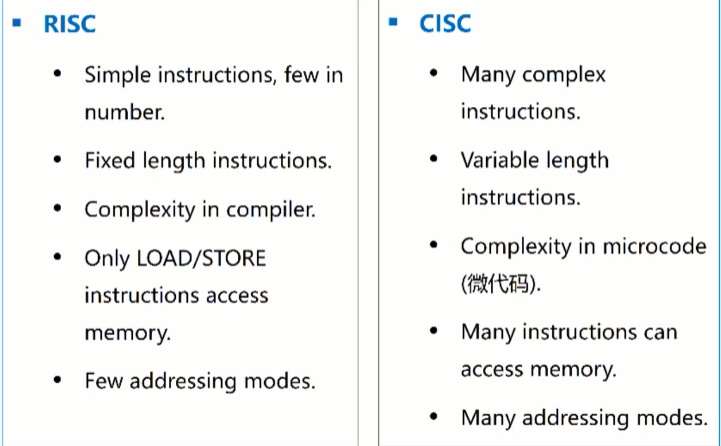 ▪ RISC
• Simple instructions, few in
number.
• Fixed length instructions.
• Complexity in compiler.
• Only LOAD/STORE
instructions access
memory.
• Few addressing modes.
▪ CISC
• Many complex
instructions.
• Variable length
instructions.
• Complexity in microcode
(微代码).
• Many instructions can
access memory.
• Many addressing modes.